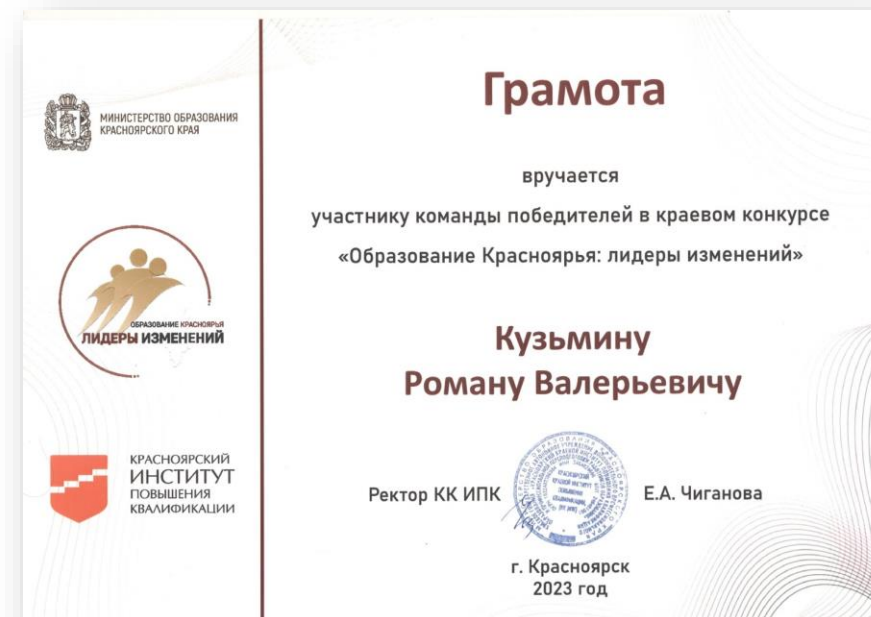 МИНИСТЕРСТВО ОБРАЗОВАНИЯ
КРАСНОЯРСКОГО КРАЯ
ОБРАЗОВАНИЕ КРАСНОЯРЬЯ
ЛИДЕРЫ ИЗМЕНЕНИЙ
КРАСНОЯРСКИЙ
ИНСТИТУТ
ПОВЫШЕНИЯ
КВАЛИФИКАЦИИ
Грамота
вручается
участнику команды победителей в краевом конкурсе
«Образование Красноярья: лидеры изменений»
Кузьмину
Роману Валерьевичу
Ректор КК ИПК
Е.А. Чиганова
г. Красноярск
2023 год